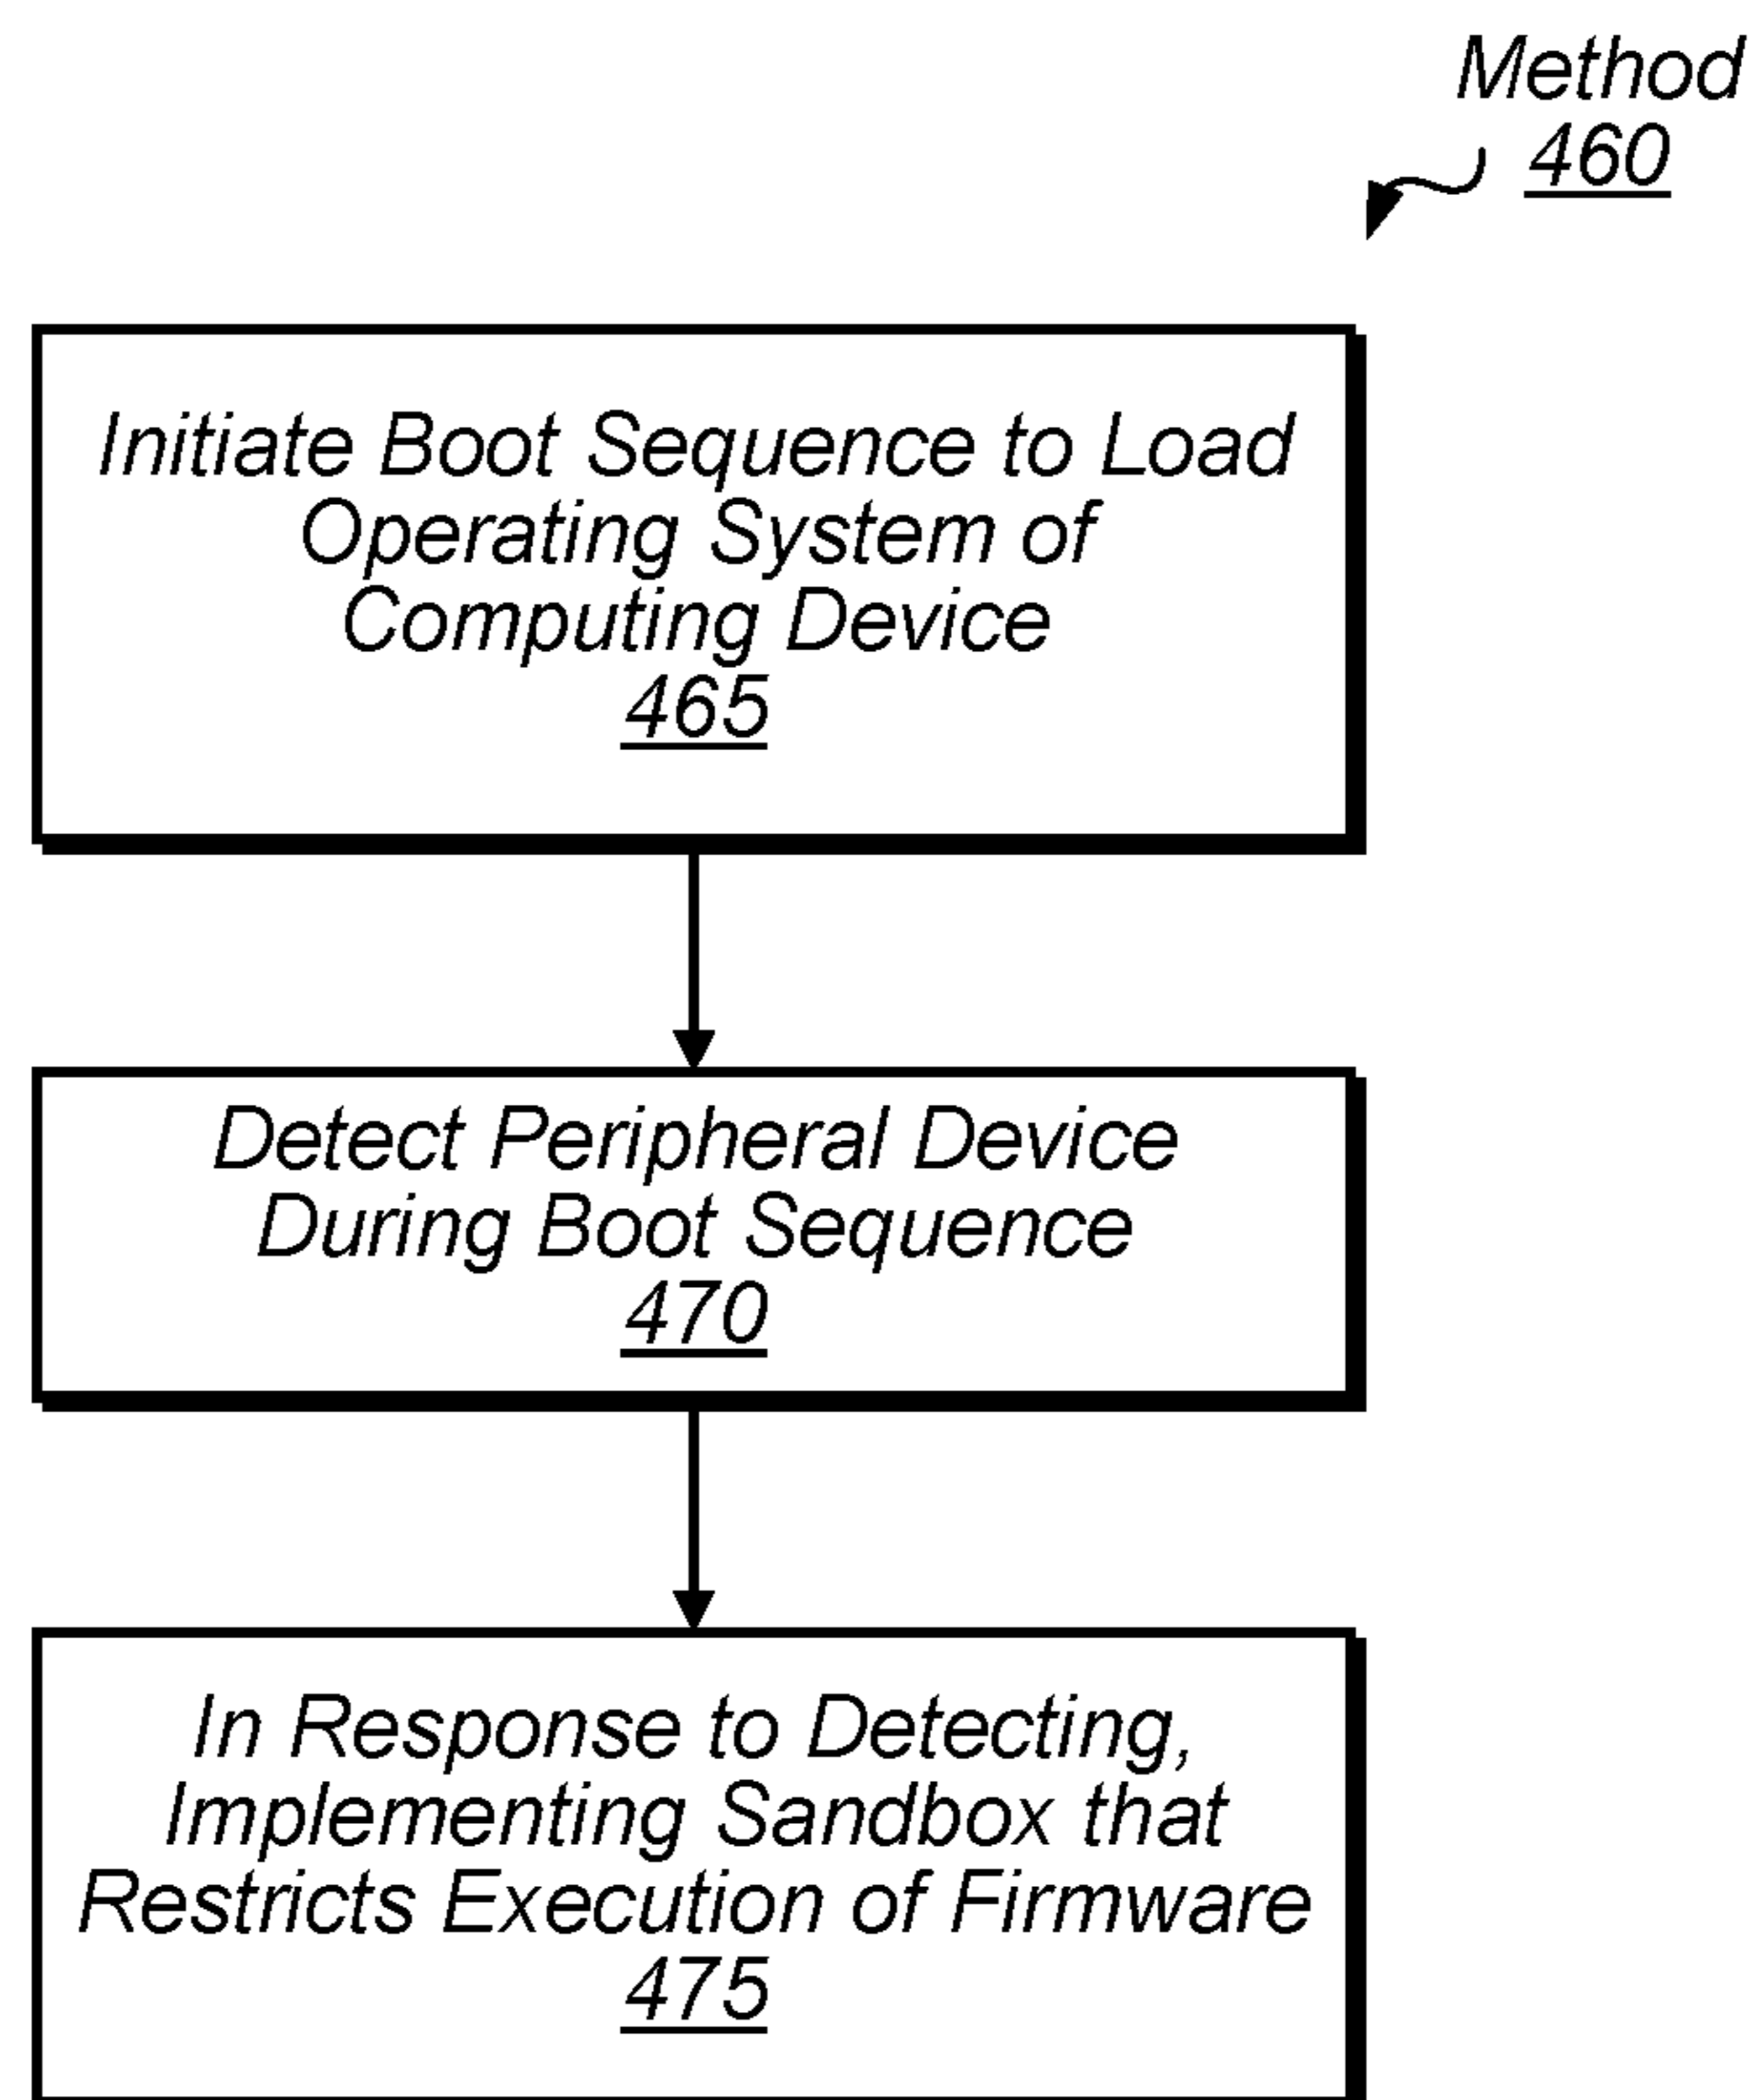 Method
460
Initiate Boot Sequence to Load
Operating System of
Computing Device
465
Detect Peripheral Device
During Boot Sequence
470
In Response to Detecting,
Implementing Sandbox that
Restricts Execution of Firmware
475